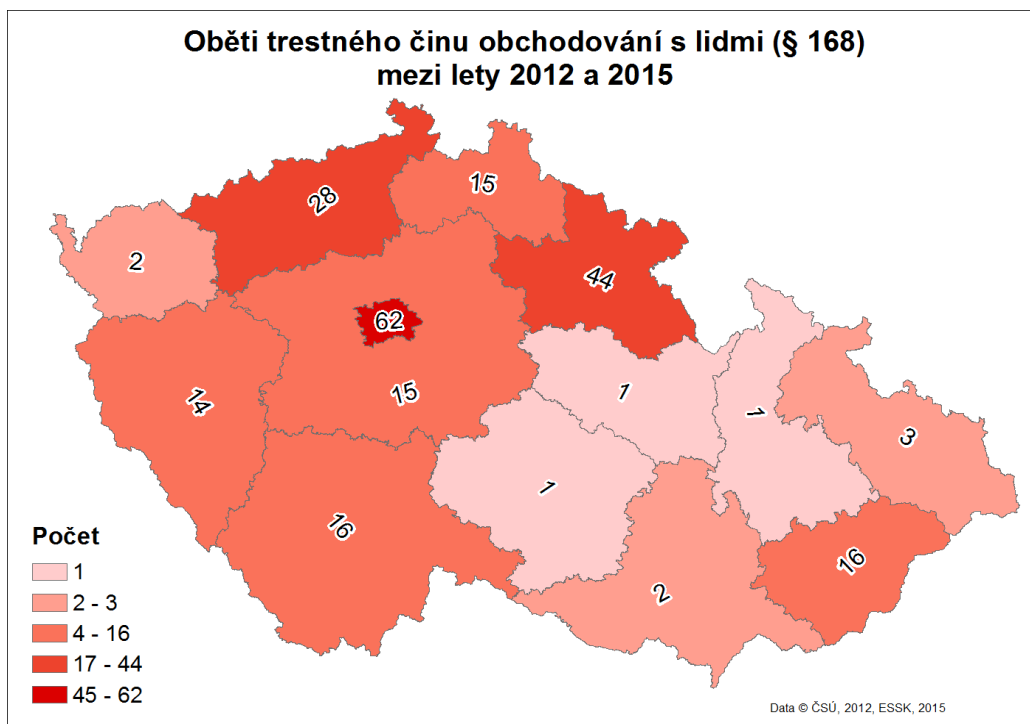 Oběti trestného činu obchodování s lidmi (§ 168)
mezi lety 2012 a 2015
28
15
2
44
62
14
15
1
1
3
1
16
16
2
Počet
1
2 - 3
4 - 16
17 - 44
45 - 62
Data © ČSÚ, 2012, ESSK, 2015